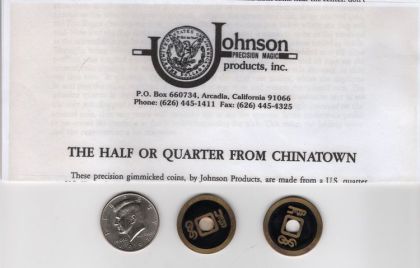 Johnson
PRECISION MAGIC
products, inc.
P.O. Box 660734, Arcadia, California 91066
Phone: (626) 445-1411 Fax: (626) 445-4325
THE HALF OR QUARTER FROM CHINATOWN
These precision gimmicked coins, by Johnson Products, are made from a U.S. quarter